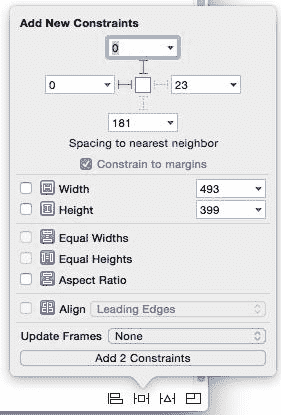 Add New Constraints
0
0 23
181
Spacing to nearest neighbor
Constrain to margins
Width 493
Height 399
Equal Widths
Equal Heights
Aspect Ratio
Align Leading Edges
Update Frames None
Add 2 Constraints